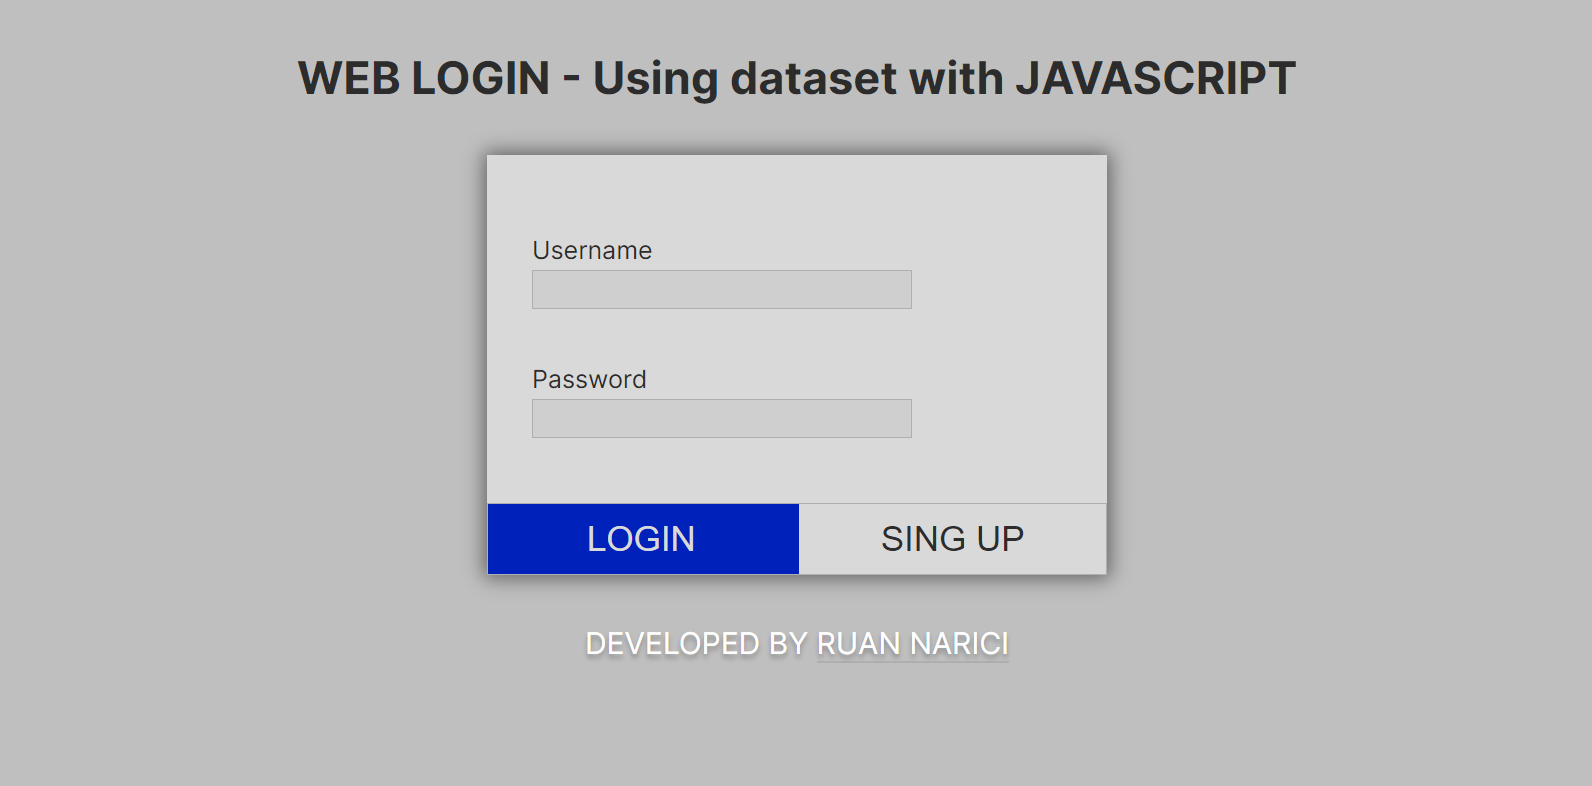 WEB LOGIN - Using dataset with JAVASCRIPT
Username
Password
LOGIN
SING UP
DEVELOPED BY RUAN NARICI